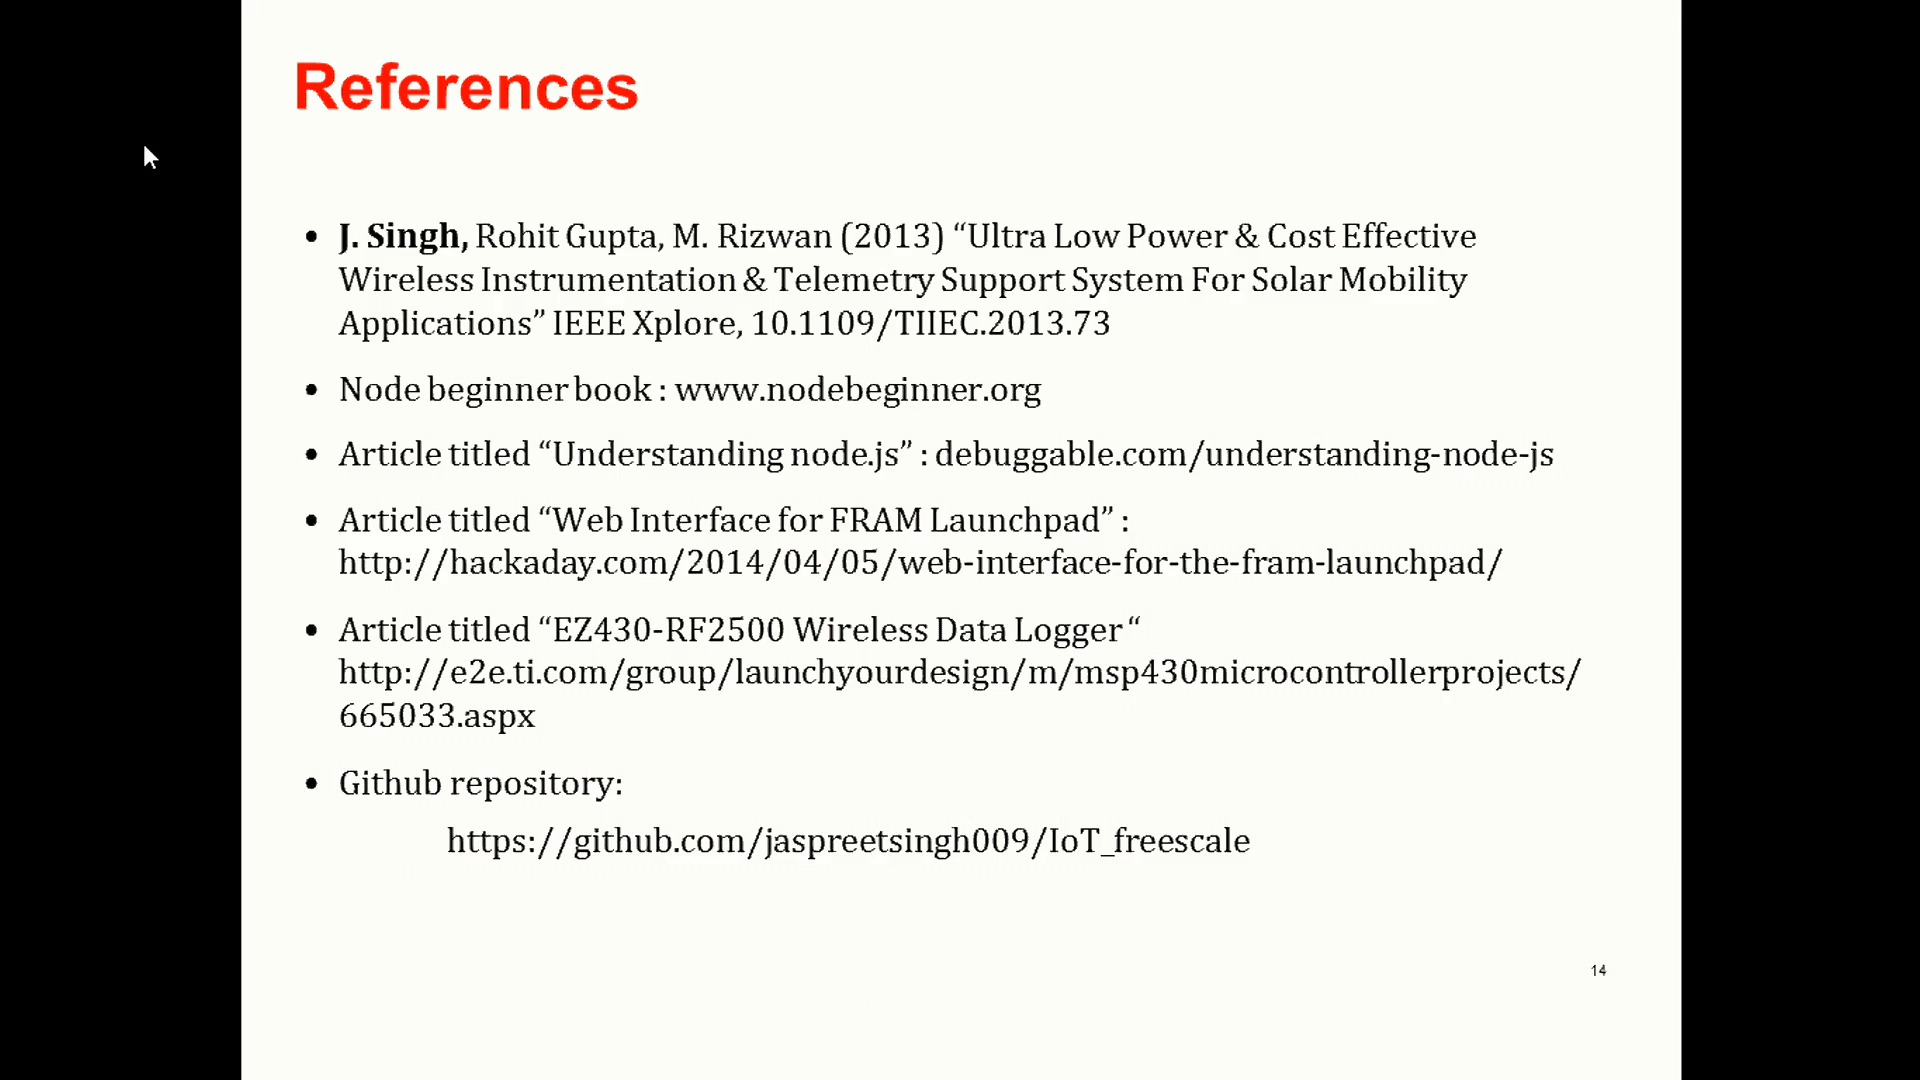 References
• J. Singh, Rohit Gupta, M. Rizwan (2013) “Ultra Low Power & Cost Effective
Wireless Instrumentation & Telemetry Support System For Solar Mobility
Applications” IEEE Xplore, 10.1109/TIIEC.2013.73
• Node beginner book : www.nodebeginner.org
• Article titled “Understanding node.js” : debuggable.com/understanding-node-js
• Article titled “Web Interface for FRAM Launchpad” :
http://hackaday.com/2014/04/05/web-interface-for-the-fram-launchpad/
• Article titled “EZ430-RF2500 Wireless Data Logger “
http://e2e.ti.com/group/launchyourdesign/m/msp430microcontrollerprojects/
665033.aspx
• Github repository:
https://github.com/jaspreetsingh009/IoT_freescale
14